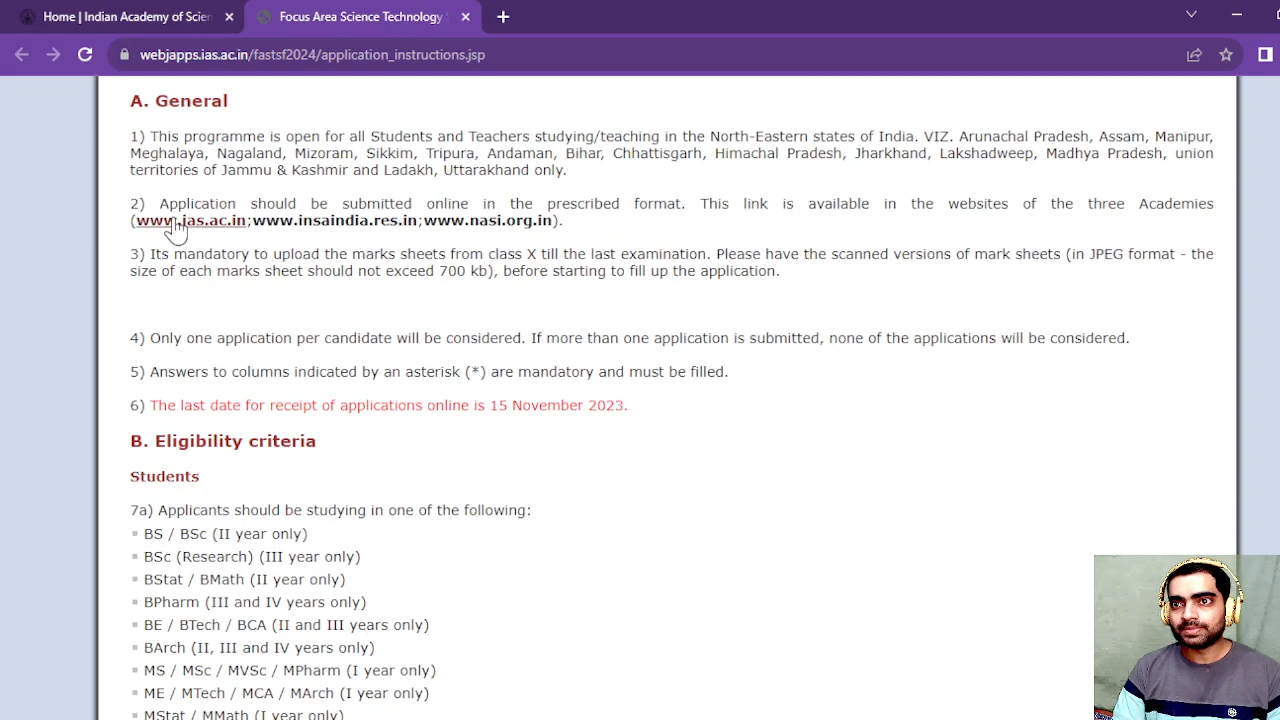 Home | Indian Academy of Scien
Focus Area Science Technology
webjapps.ias.ac.in/fastsf2024/application_instructions.jsp
A. General
1) This programme is open for all Students and Teachers studying/teaching in the North-Eastern states of India. VIZ. Arunachal Pradesh, Assam, Manipur,
Meghalaya, Nagaland, Mizoram, Sikkim, Tripura, Andaman, Bihar, Chhattisgarh, Himachal Pradesh, Jharkhand, Lakshadweep, Madhya Pradesh, union
territories of Jammu & Kashmir and Ladakh, Uttarakhand only.
2) Application should be submitted online in the prescribed format. This link is available in the websites of the three Academies
(www.ias.ac.in;www.insaindia.res.in;www.nasi.org.in).
3) Its mandatory to upload the marks sheets from class X till the last examination. Please have the scanned versions of mark sheets (in JPEG format - the
size of each marks sheet should not exceed 700 kb), before starting to fill up the application.
4) Only one application per candidate will be considered. If more than one application is submitted, none of the applications will be considered.
5) Answers to columns indicated by an asterisk (*) are mandatory and must be filled.
6) The last date for receipt of applications online is 15 November 2023.
B. Eligibility criteria
Students
7a) Applicants should be studying in one of the following:
BS / BSc (II year only)
BSc (Research) (III year only)
BStat / BMath (II year only)
BPharm (III and IV years only)
BE / BTech / BCA (II and III years only)
BArch (II, III and IV years only)
MS / MSc / MVSc / MPharm (I year only)
ME / MTech / MCA / MArch (I year only)
MStat / MMath (I year only)